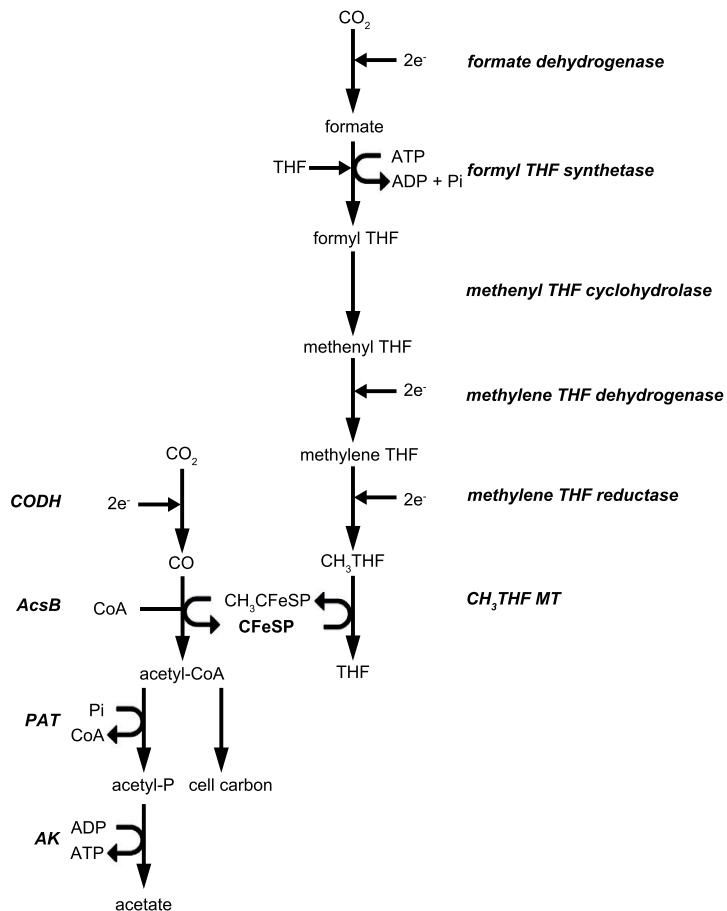 CO2
2e- formate dehydrogenase
formate
THF ATP
ADP + Pi formyl THF synthetase
formyl THF
methenyl THF cyclohydrolase
methenyl THF
2e- methylene THF dehydrogenase
CO2 methylene THF
CODH 2e- 2e- methylene THF reductase
CO CH3THF
AcsB CoA CH3CFeSP CH3THF MT
CFeSP
acetyl-CoA THF
PAT Pi
CoA
acetyl-P cell carbon
AK ADP
ATP
acetate